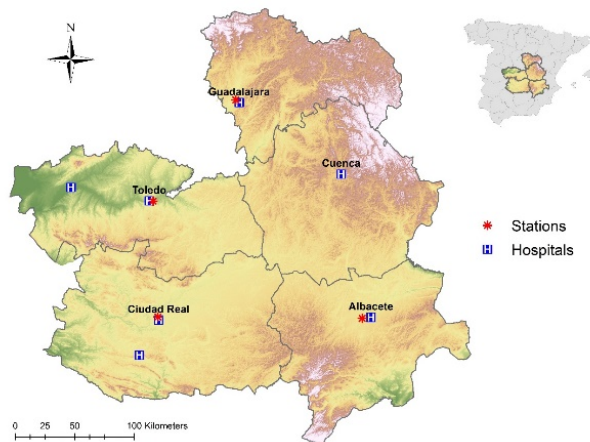 N
Guadalajara
H
Cuenca
H
H
Toledo
H
Stations
H Hospitals
Ciudad Real
H
Albacete
H
H
0 25 50 100 Kilometers